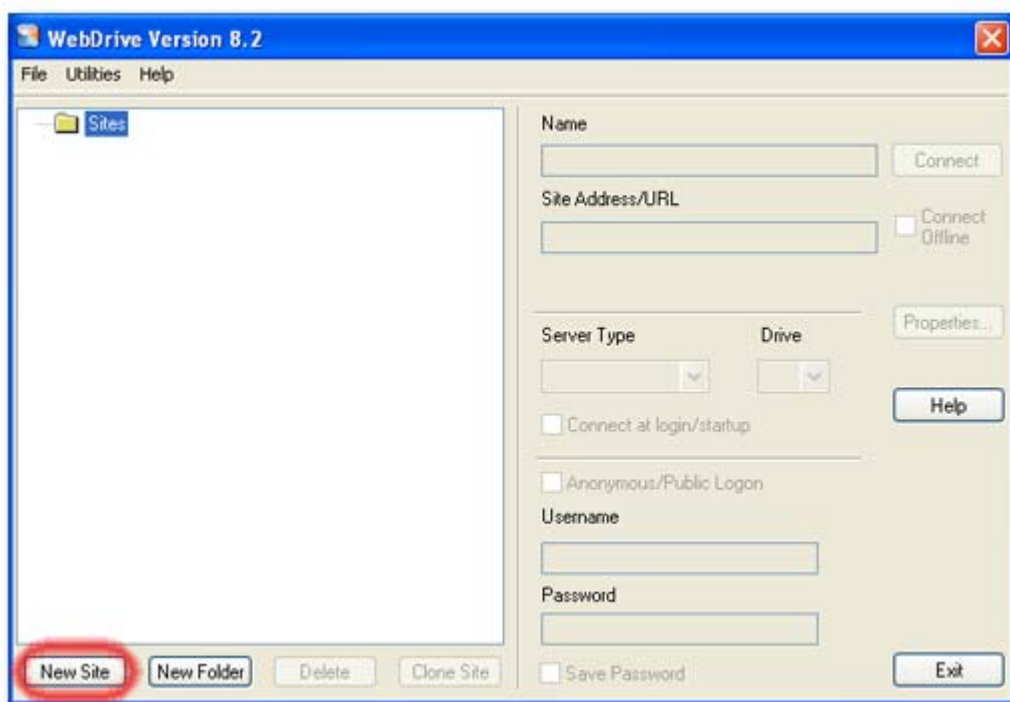 WebDrive Version 8.2
File Utilities Help
Sites
Name
Connect
Site Address/URL
Connect
Offline
Properties...
Server Type Drive
Help
Connect at login/startup
Anonymous/Public Logon
Username
Password
New Site New Folder Delete Clone Site
Save Password
Exit